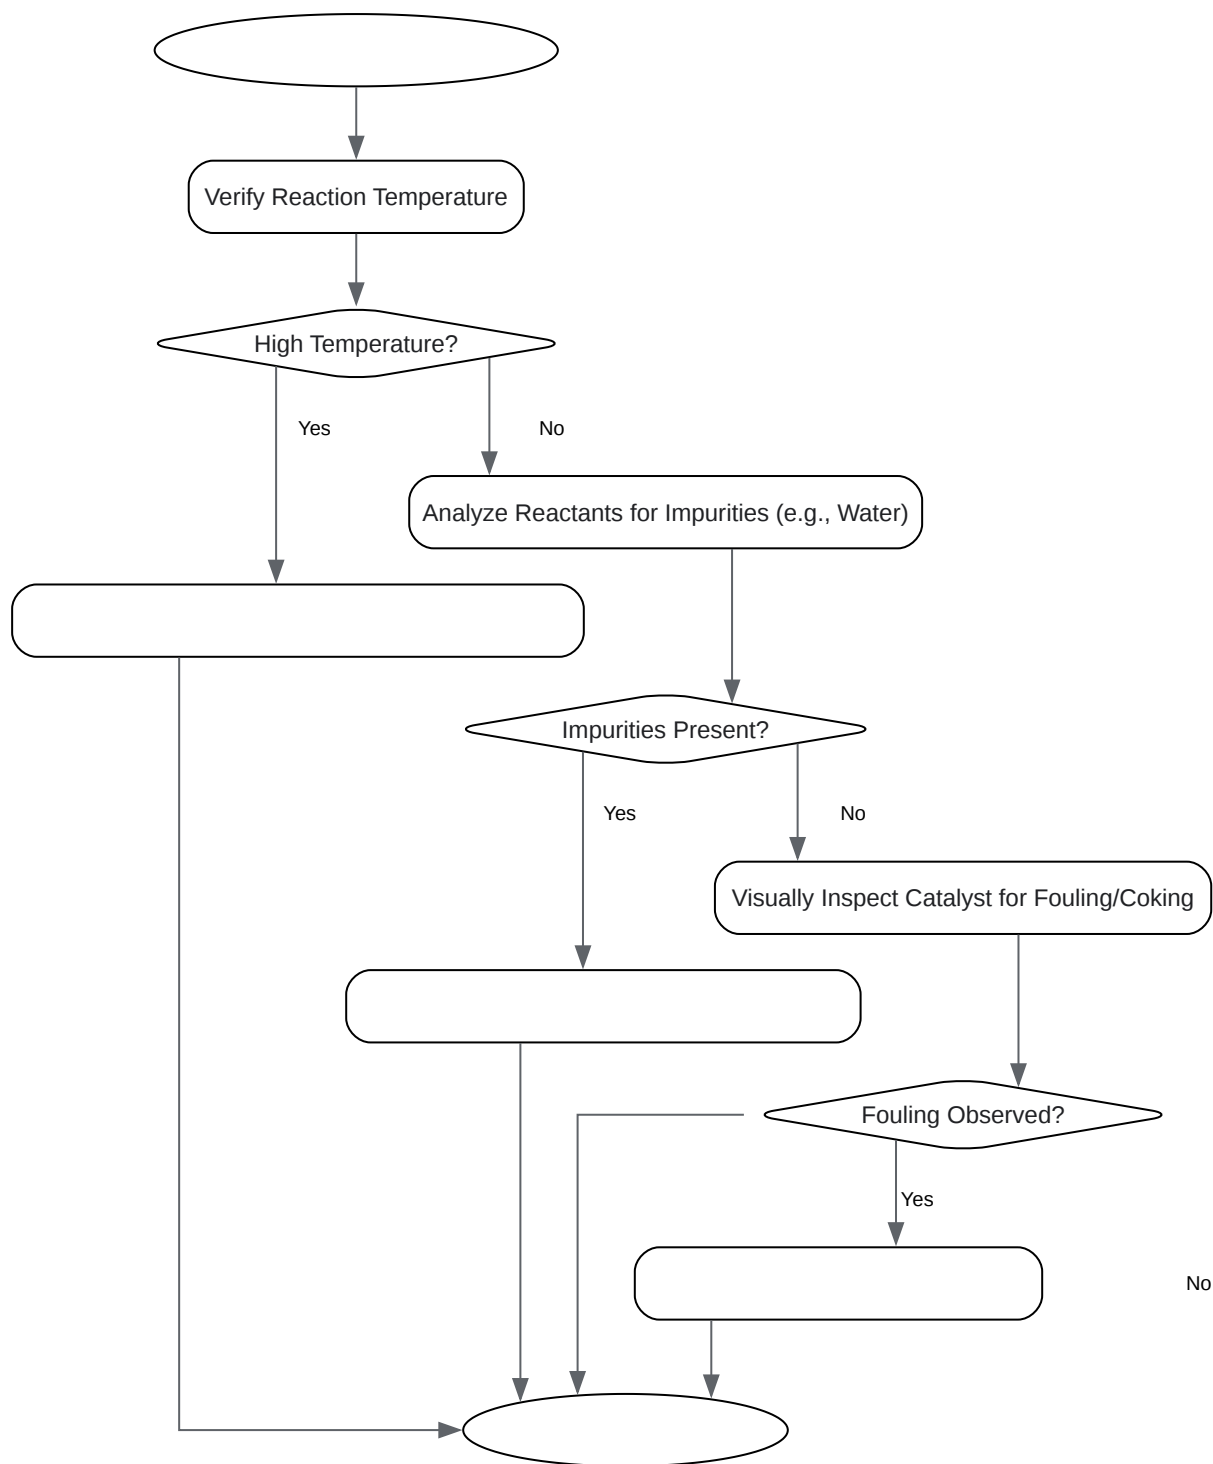 Verify Reaction Temperature
High Temperature?
Yes
No
Analyze Reactants for Impurities (e.g., Water)
Impurities Present?
Yes
No
Visually Inspect Catalyst for Fouling/Coking
Fouling Observed?
Yes
No